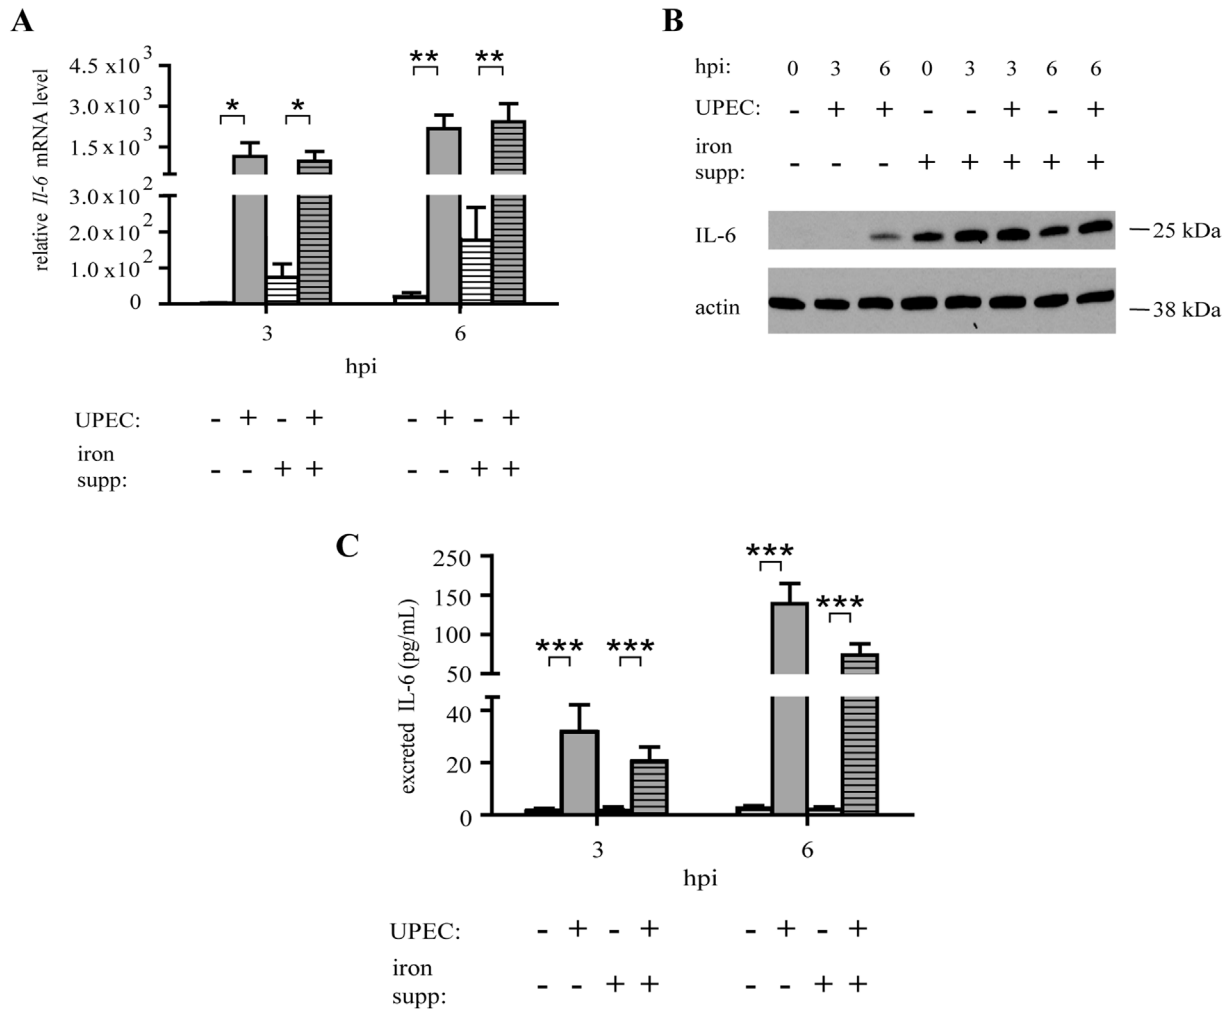 A
relative Il-6 mRNA level
4.5 x10³
3.0 x10³
1.5 x10³
3.0 x10²
2.0 x10²
1.0 x10²
0
* * ** **
3 6
hpi
UPEC: - + - + - + - +
iron
supp: - - + + - - + +
B
hpi: 0 3 6 0 3 3 6 6
UPEC: - + + - - + - +
iron
supp: - - - + + + + +
IL-6 25 kDa
actin 38 kDa
C
excreted IL-6 (pg/mL)
250
150
100
50
40
20
0
*** *** *** ***
3 6
hpi
UPEC: - + - + - + - +
iron
supp: - - + + - - + +